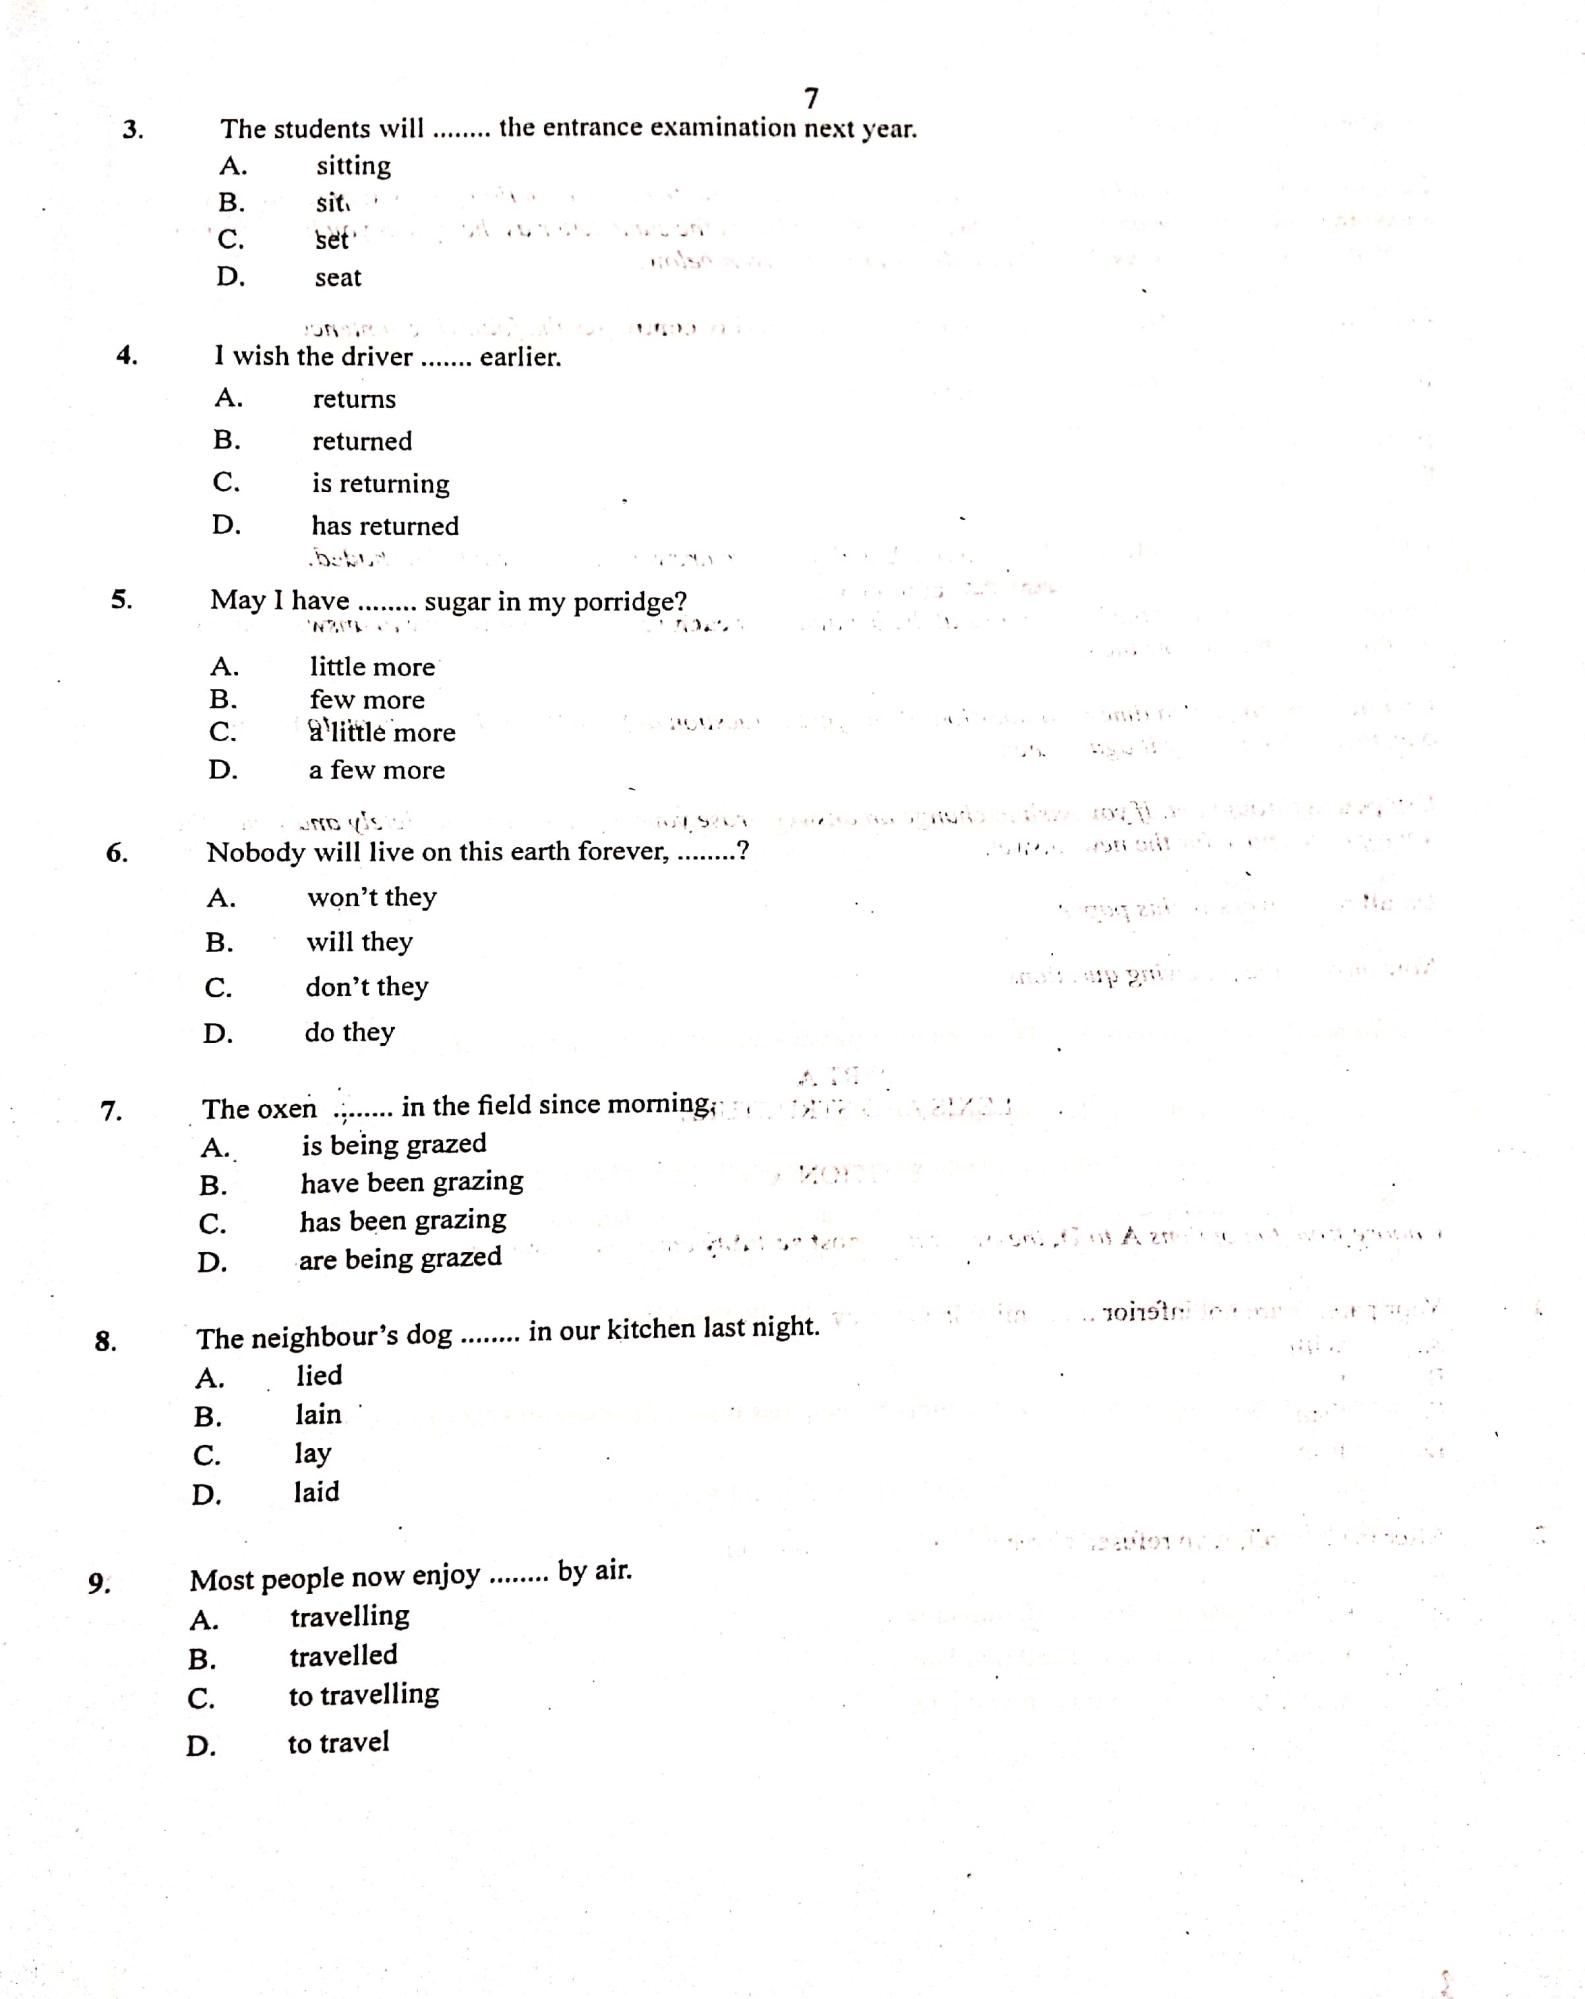 7
3. The students will ........ the entrance examination next year.
A. sitting
B. sit
C. set
D. seat
4. I wish the driver ....... earlier.
A. returns
B. returned
C. is returning
D. has returned
5. May I have ........ sugar in my porridge?
A. little more
B. few more
C. a little more
D. a few more
6. Nobody will live on this earth forever, ........?
A. won't they
B. will they
C. don't they
D. do they
7. The oxen ........ in the field since morning.
A. is being grazed
B. have been grazing
C. has been grazing
D. are being grazed
8. The neighbour's dog ........ in our kitchen last night.
A. lied
B. lain
C. lay
D. laid
9. Most people now enjoy ........ by air.
A. travelling
B. travelled
C. to travelling
D. to travel